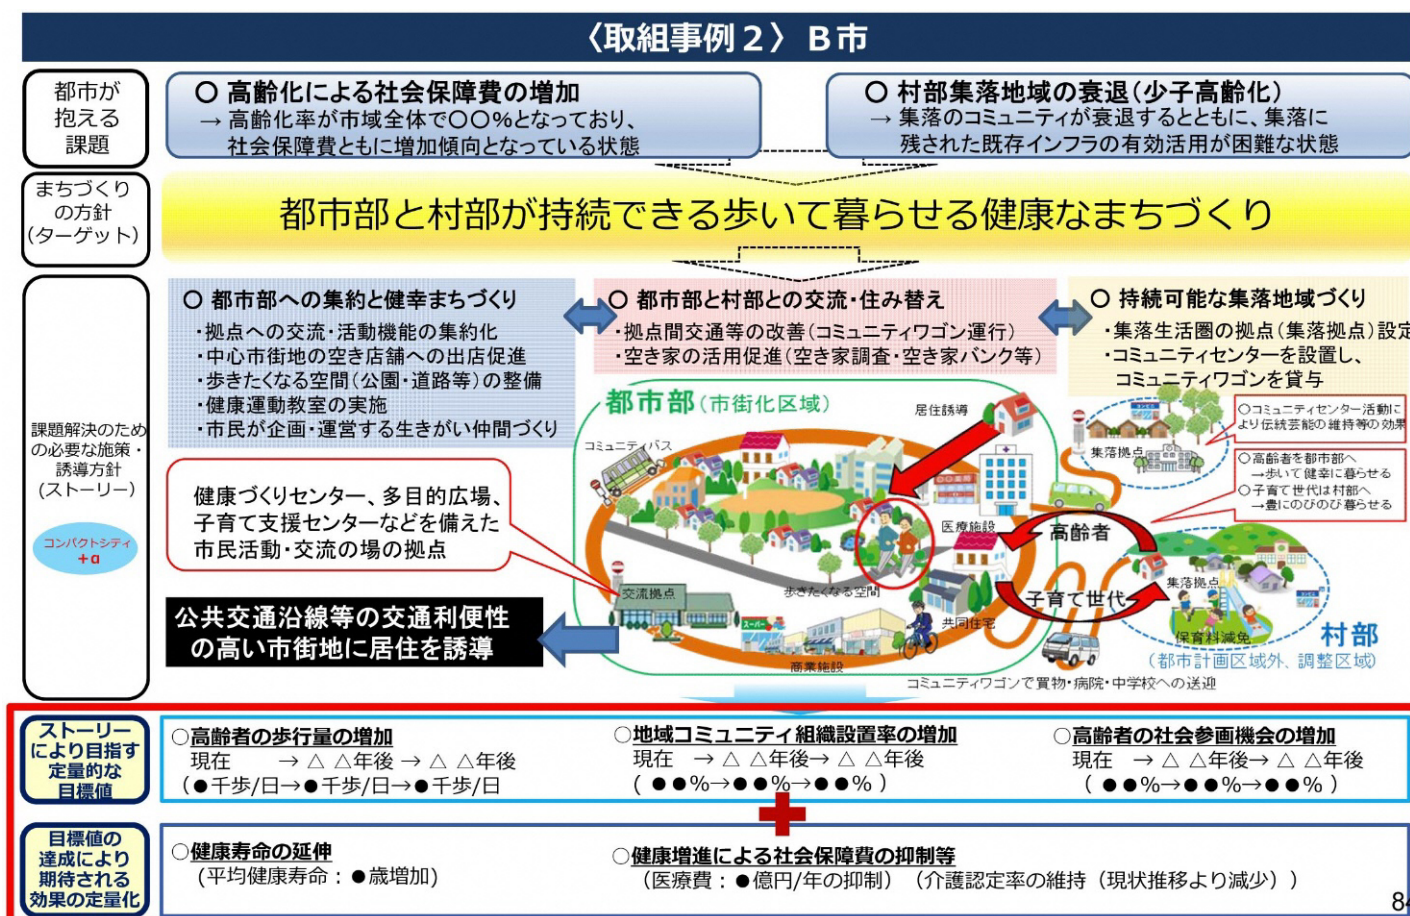 〈取組事例２〉Ｂ市
都市が
抱える
課題
○ 高齢化による社会保障費の増加
→ 高齢化率が市域全体で○○％となっており、
社会保障費ともに増加傾向となっている状態
○ 村部集落地域の衰退（少子高齢化）
→ 集落のコミュニティが衰退するとともに、集落に
残された既存インフラの有効活用が困難な状態
まちづくり
の方針
（ターゲット）
都市部と村部が持続できる歩いて暮らせる健康なまちづくり
課題解決のため
の必要な施策・
誘導方針
（ストーリー）
コンパクトシティ
+α
○ 都市部への集約と健幸まちづくり
・拠点への交流・活動機能の集約化
・中心市街地の空き店舗への出店促進
・歩きたくなる空間（公園・道路等）の整備
・健康運動教室の実施
・市民が企画・運営する生きがい仲間づくり
○ 都市部と村部との交流・住み替え
・拠点間交通等の改善（コミュニティワゴン運行）
・空き家の活用促進（空き家調査・空き家バンク等）
○ 持続可能な集落地域づくり
・集落生活圏の拠点（集落拠点）設定
・コミュニティセンターを設置し、
コミュニティワゴンを貸与
健康づくりセンター、多目的広場、
子育て支援センターなどを備えた
市民活動・交流の場の拠点
公共交通沿線等の交通利便性
の高い市街地に居住を誘導
都市部（市街化区域）
居住誘導
コミュニティバス
医療施設
歩きたくなる空間
交流拠点
スーパー
商業施設
共同住宅
高齢者
子育て世代
コミュニティワゴンで買物・病院・中学校への送迎
集落拠点
○コミュニティセンター活動に
より伝統芸能の維持等の効果
○高齢者を都市部へ
→歩いて健幸に暮らせる
○子育て世代は村部へ
→豊にのびのび暮らせる
集落拠点
保育料減免
村部
（都市計画区域外、調整区域）
ストーリー
により目指す
定量的な
目標値
○高齢者の歩行量の増加
現在 → △ △年後 → △ △年後
（●千歩/日→●千歩/日→●千歩/日
○地域コミュニティ組織設置率の増加
現在 → △ △年後→ △ △年後
（ ●●％→●●％→●●％ ）
○高齢者の社会参画機会の増加
現在 → △ △年後→ △ △年後
（ ●●％→●●％→●●％ ）
目標値の
達成により
期待される
効果の定量化
○健康寿命の延伸
（平均健康寿命：●歳増加）
○健康増進による社会保障費の抑制等
（医療費：●億円/年の抑制）（介護認定率の維持（現状推移より減少））